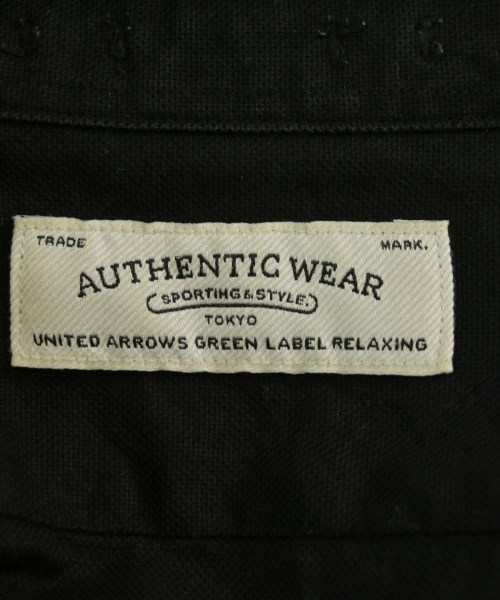 TRADE MARK.
AUTHENTIC WEAR
SPORTING & STYLE.
TOKYO
UNITED ARROWS GREEN LABEL RELAXING